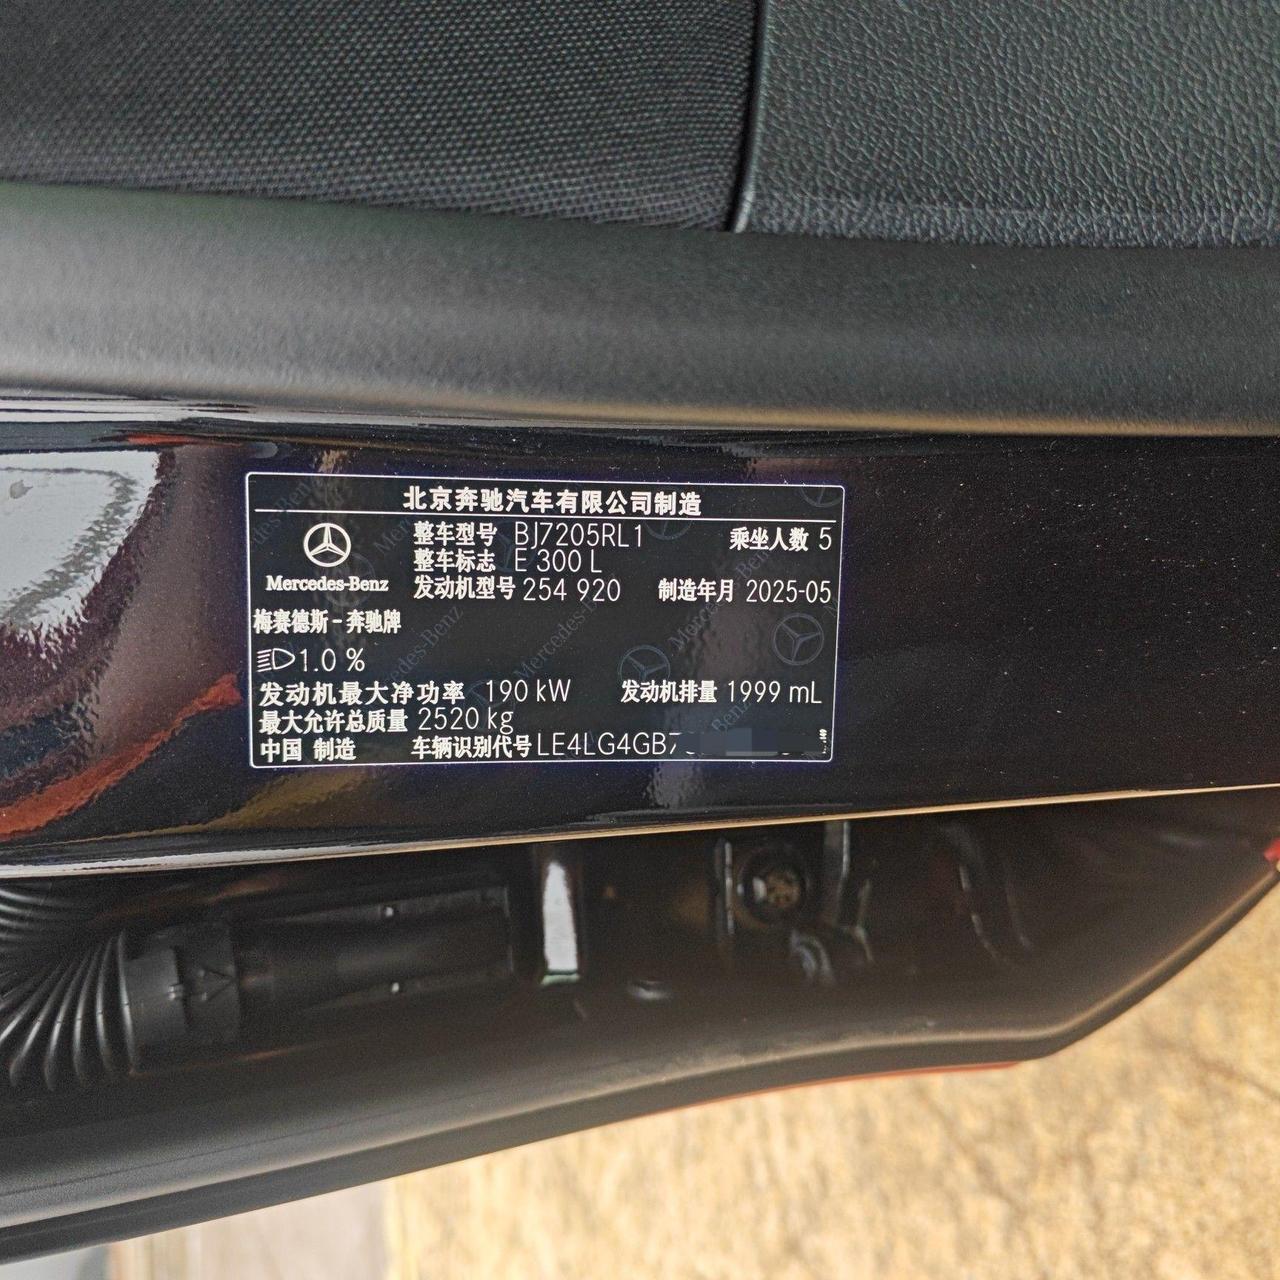 北京奔驰汽车有限公司制造
整车型号 BJ7205RL1 乘坐人数 5
整车标志 E 300 L
Mercedes-Benz
发动机型号 254 920 制造年月 2025-05
梅赛德斯-奔驰牌
1.0 %
发动机最大净功率 190 kW 发动机排量 1999 mL
最大允许总质量 2520 kg
中国 制造 车辆识别代号 LE4LG4GB7